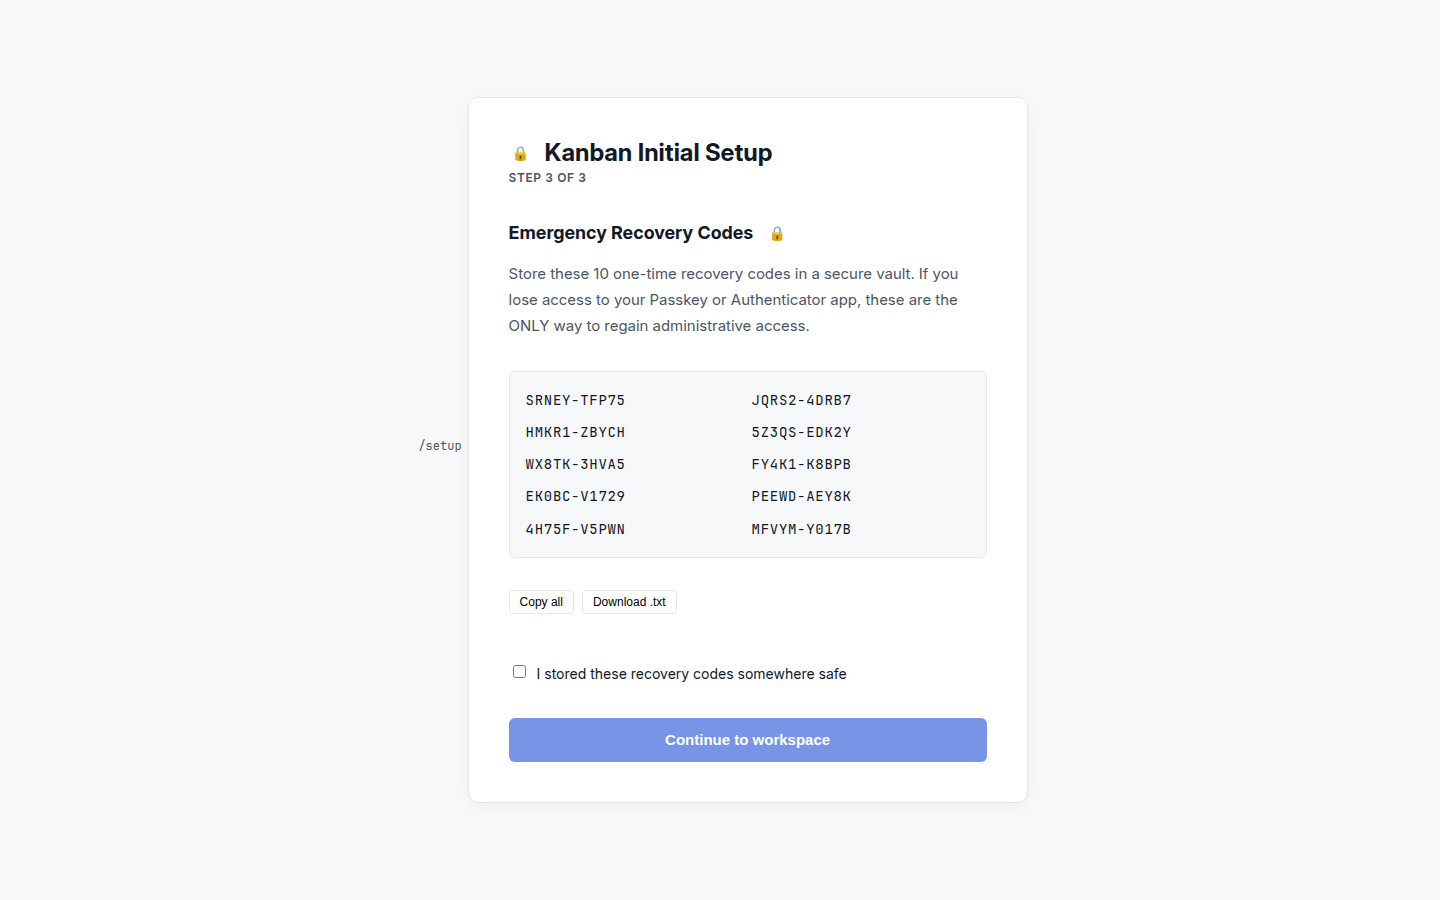 /setup
Kanban Initial Setup
STEP 3 OF 3
Emergency Recovery Codes
Store these 10 one-time recovery codes in a secure vault. If you
lose access to your Passkey or Authenticator app, these are the
ONLY way to regain administrative access.
SRNEY-TFP75 JQRS2-4DRB7
HMKR1-ZBYCH 5Z3QS-EDK2Y
WX8TK-3HVA5 FY4K1-K8BPB
EK0BC-V1729 PEEWD-AEY8K
4H75F-V5PWN MFVYM-Y017B
Copy all Download .txt
I stored these recovery codes somewhere safe
Continue to workspace